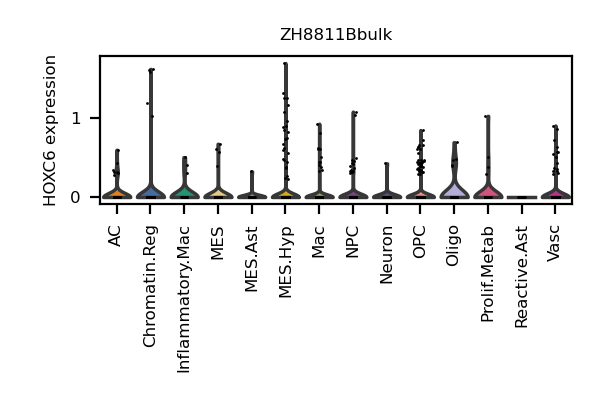 ZH8811Bbulk
HOXC6 expression
1
0
AC
Chromatin.Reg
Inflammatory.Mac
MES
MES.Ast
MES.Hyp
Mac
NPC
Neuron
OPC
Oligo
Prolif.Metab
Reactive.Ast
Vasc